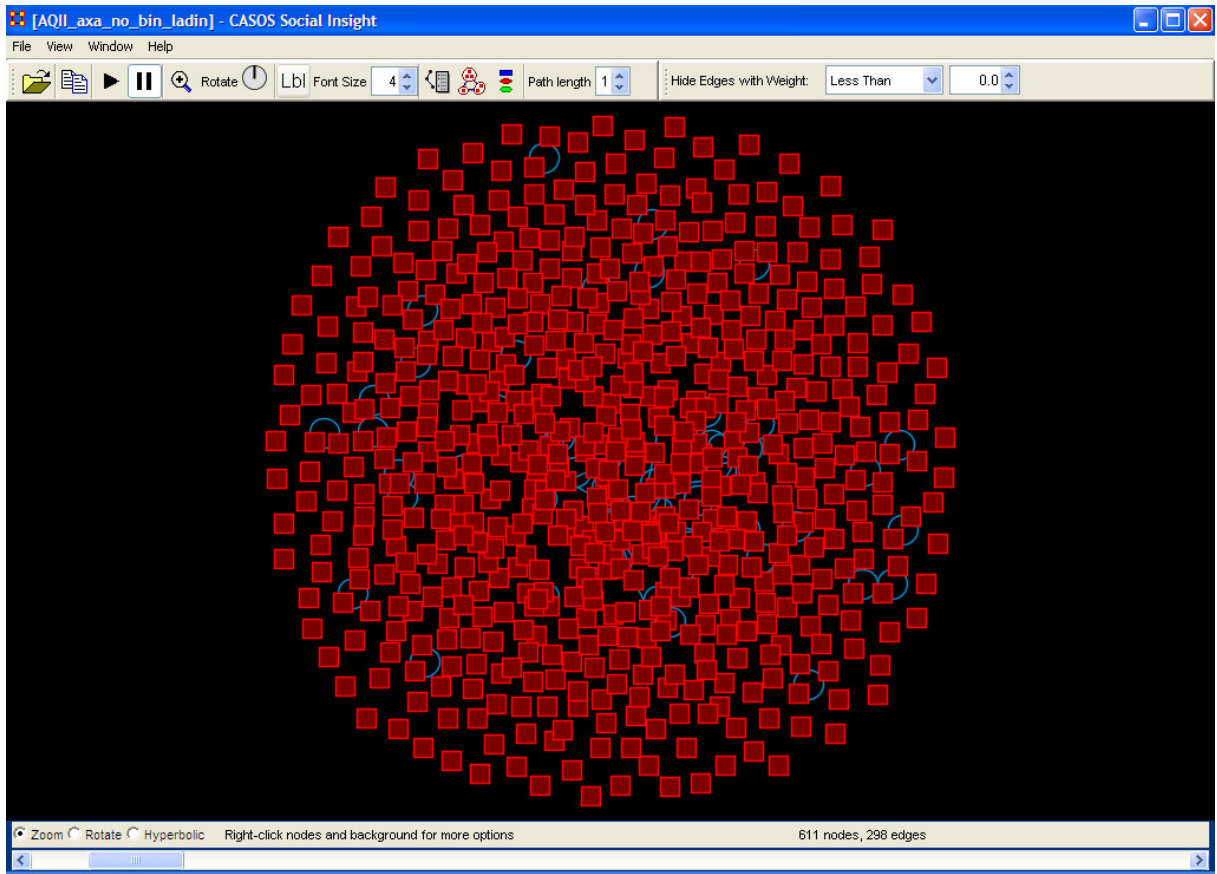 [AQII_axa_no_bin_ladin] - CASOS Social Insight
File View Window Help
Rotate Lbl Font Size 4 Path length 1 Hide Edges with Weight: Less Than 0.0
Zoom Rotate Hyperbolic Right-click nodes and background for more options 611 nodes, 298 edges